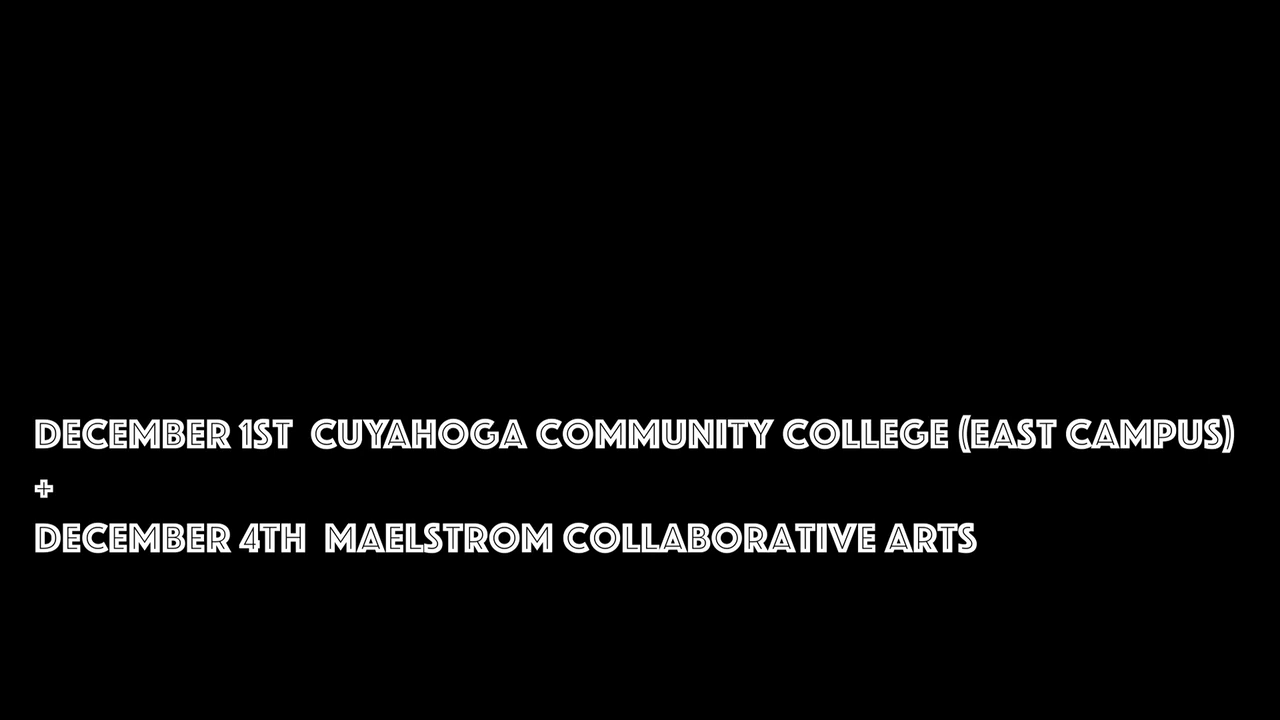 DECEMBER 1ST CUYAHOGA COMMUNITY COLLEGE (EAST CAMPUS)
+
DECEMBER 4TH MAELSTROM COLLABORATIVE ARTS